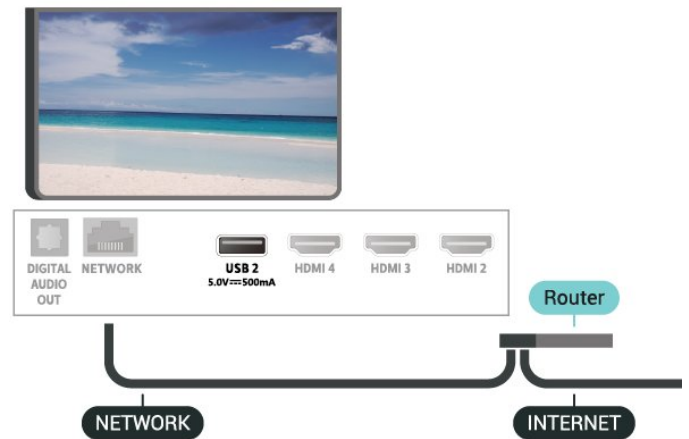 DIGITAL
AUDIO
OUT
NETWORK
USB 2
5.0V⎓500mA
HDMI 4
HDMI 3
HDMI 2
Router
NETWORK
INTERNET